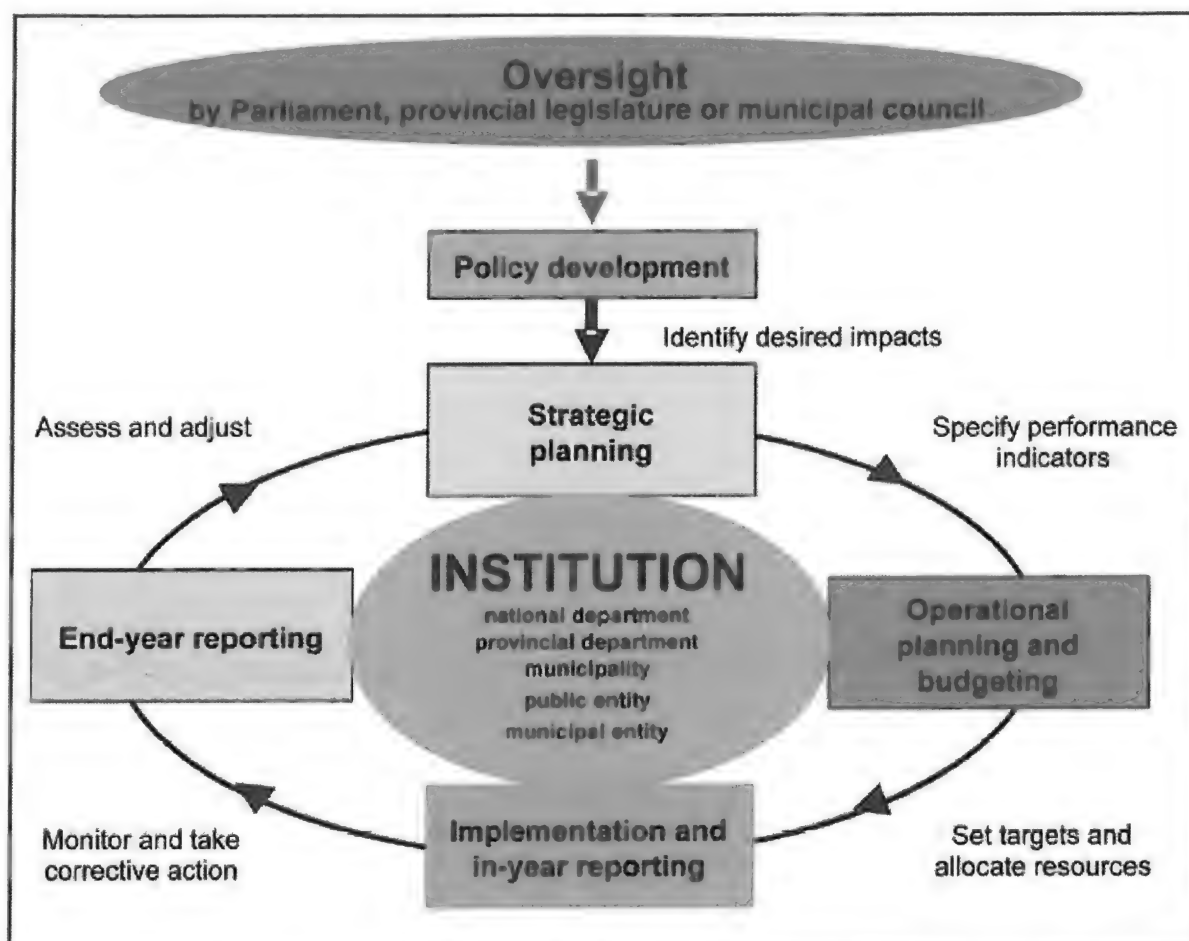 Oversight
by Parliament, provincial legislature or municipal council
Policy development
Identify desired impacts
Strategic
planning
Assess and adjust
Specify performance
indicators
INSTITUTION
national department
provincial department
municipality
public entity
municipal entity
End-year reporting
Operational
planning and
budgeting
Implementation and
in-year reporting
Monitor and take
corrective action
Set targets and
allocate resources